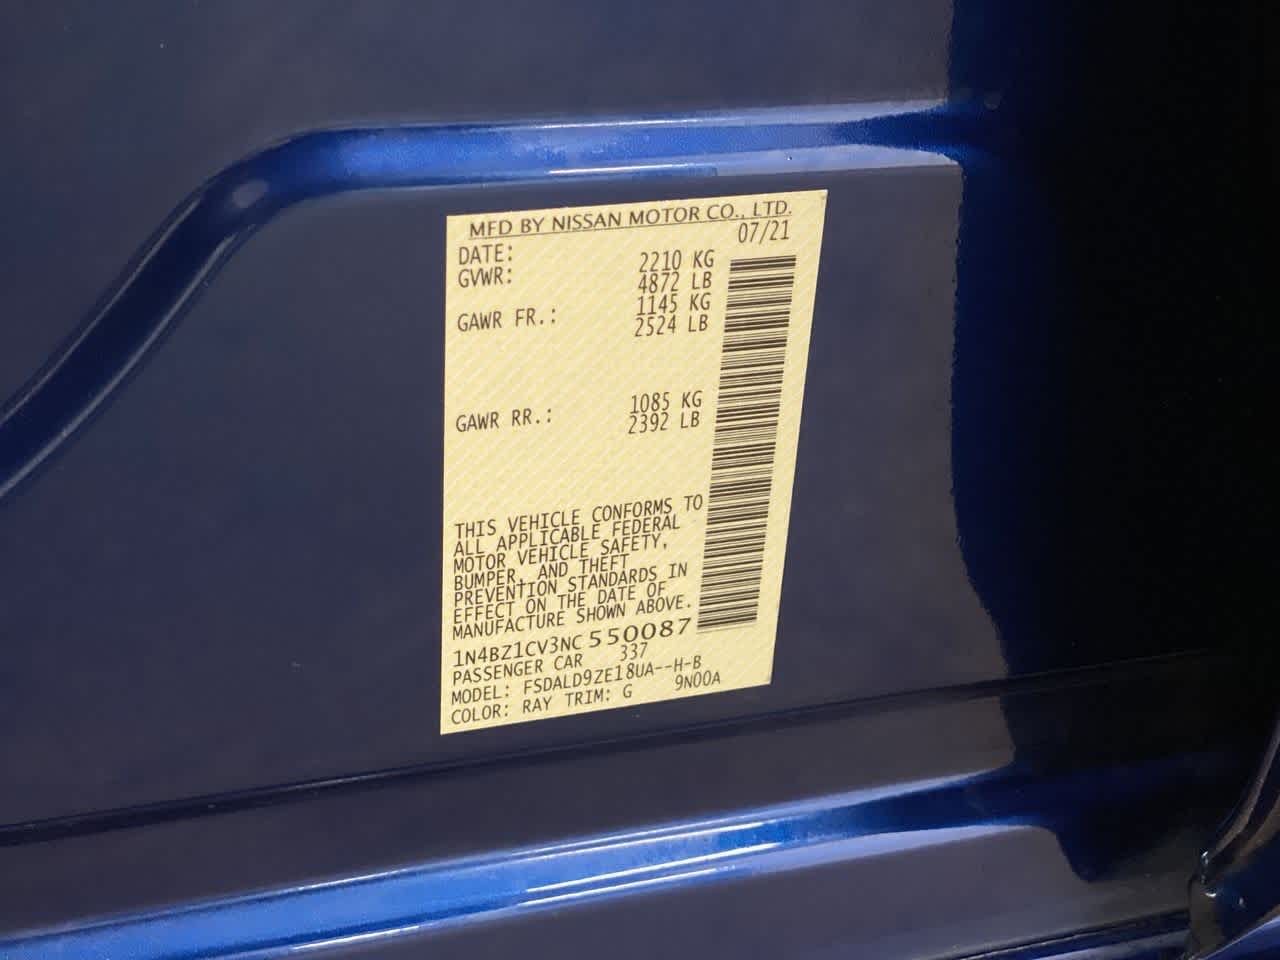 MFD BY NISSAN MOTOR CO., LTD.
DATE: 07/21
GVWR: 2210 KG
4872 LB
GAWR FR.: 1145 KG
2524 LB
GAWR RR.: 1085 KG
2392 LB
THIS VEHICLE CONFORMS TO
ALL APPLICABLE FEDERAL
MOTOR VEHICLE SAFETY,
BUMPER, AND THEFT
PREVENTION STANDARDS IN
EFFECT ON THE DATE OF
MANUFACTURE SHOWN ABOVE.
1N4BZ1CV3NC550087
PASSENGER CAR 337
MODEL: FSDALD9ZE18UA--H-B
COLOR: RAY TRIM: G 9N00A